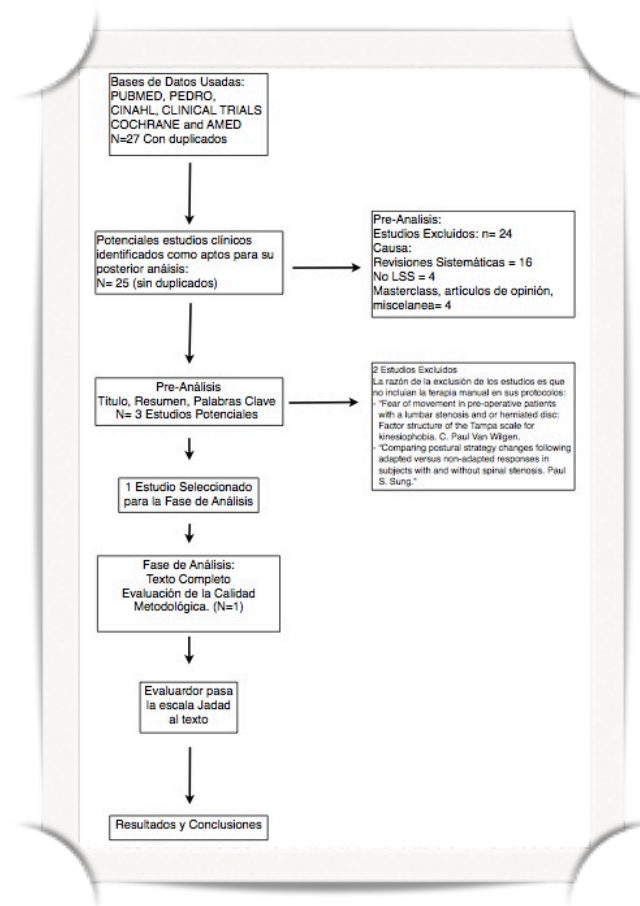 Bases de Datos Usadas:
PUBMED, PEDRO,
CINAHL, CLINICAL TRIALS
COCHRANE and AMED
N=27 Con duplicados
Potenciales estudios clínicos
identificados como aptos para su
posterior anáisis:
N= 25 (sin duplicados)
Pre-Analisis:
Estudios Excluidos: n= 24
Causa:
Revisiones Sistemáticas = 16
No LSS = 4
Masterclass, artículos de opinión,
miscelanea= 4
Pre-Análisis
Título, Resumen, Palabras Clave
N= 3 Estudios Potenciales
2 Estudios Excluidos
La razón de la exclusión de los estudios es que
no incluian la terapia manual en sus protocolos:
- "Fear of movement in pre-operative patients
with a lumbar stenosis and or herniated disc:
Factor structure of the Tampa scale for
kinesiophobia. C. Paul Van Wilgen.
- "Comparing postural strategy changes following
adapted versus non-adapted responses in
subjects with and without spinal stenosis. Paul
S. Sung."
1 Estudio Seleccionado
para la Fase de Análisis
Fase de Análisis:
Texto Completo
Evaluación de la Calidad
Metodológica. (N=1)
Evaluardor pasa
la escala Jadad
al texto
Resultados y Conclusiones